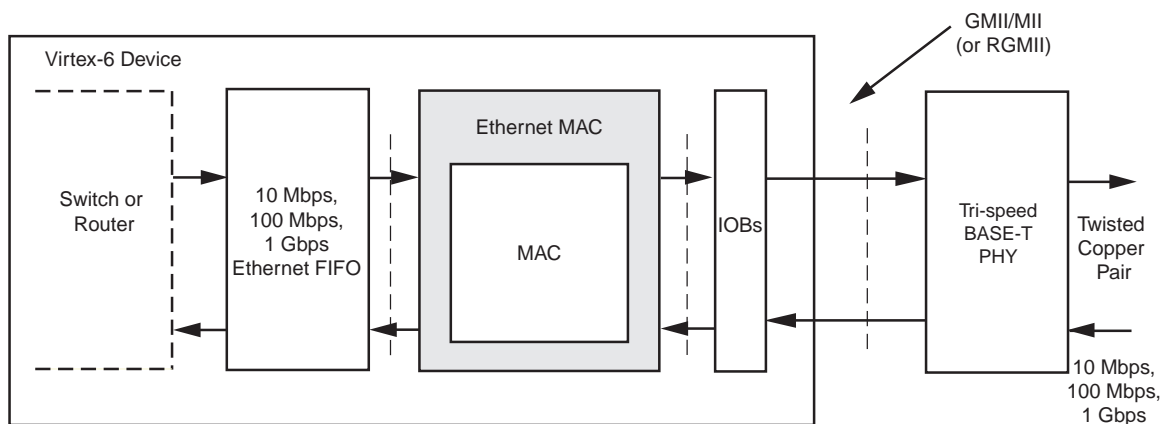 GMII/MII
(or RGMII)
Virtex-6 Device
Switch or
Router
10 Mbps,
100 Mbps,
1 Gbps
Ethernet FIFO
Ethernet MAC
MAC
IOBs
Tri-speed
BASE-T
PHY
Twisted
Copper
Pair
10 Mbps,
100 Mbps,
1 Gbps